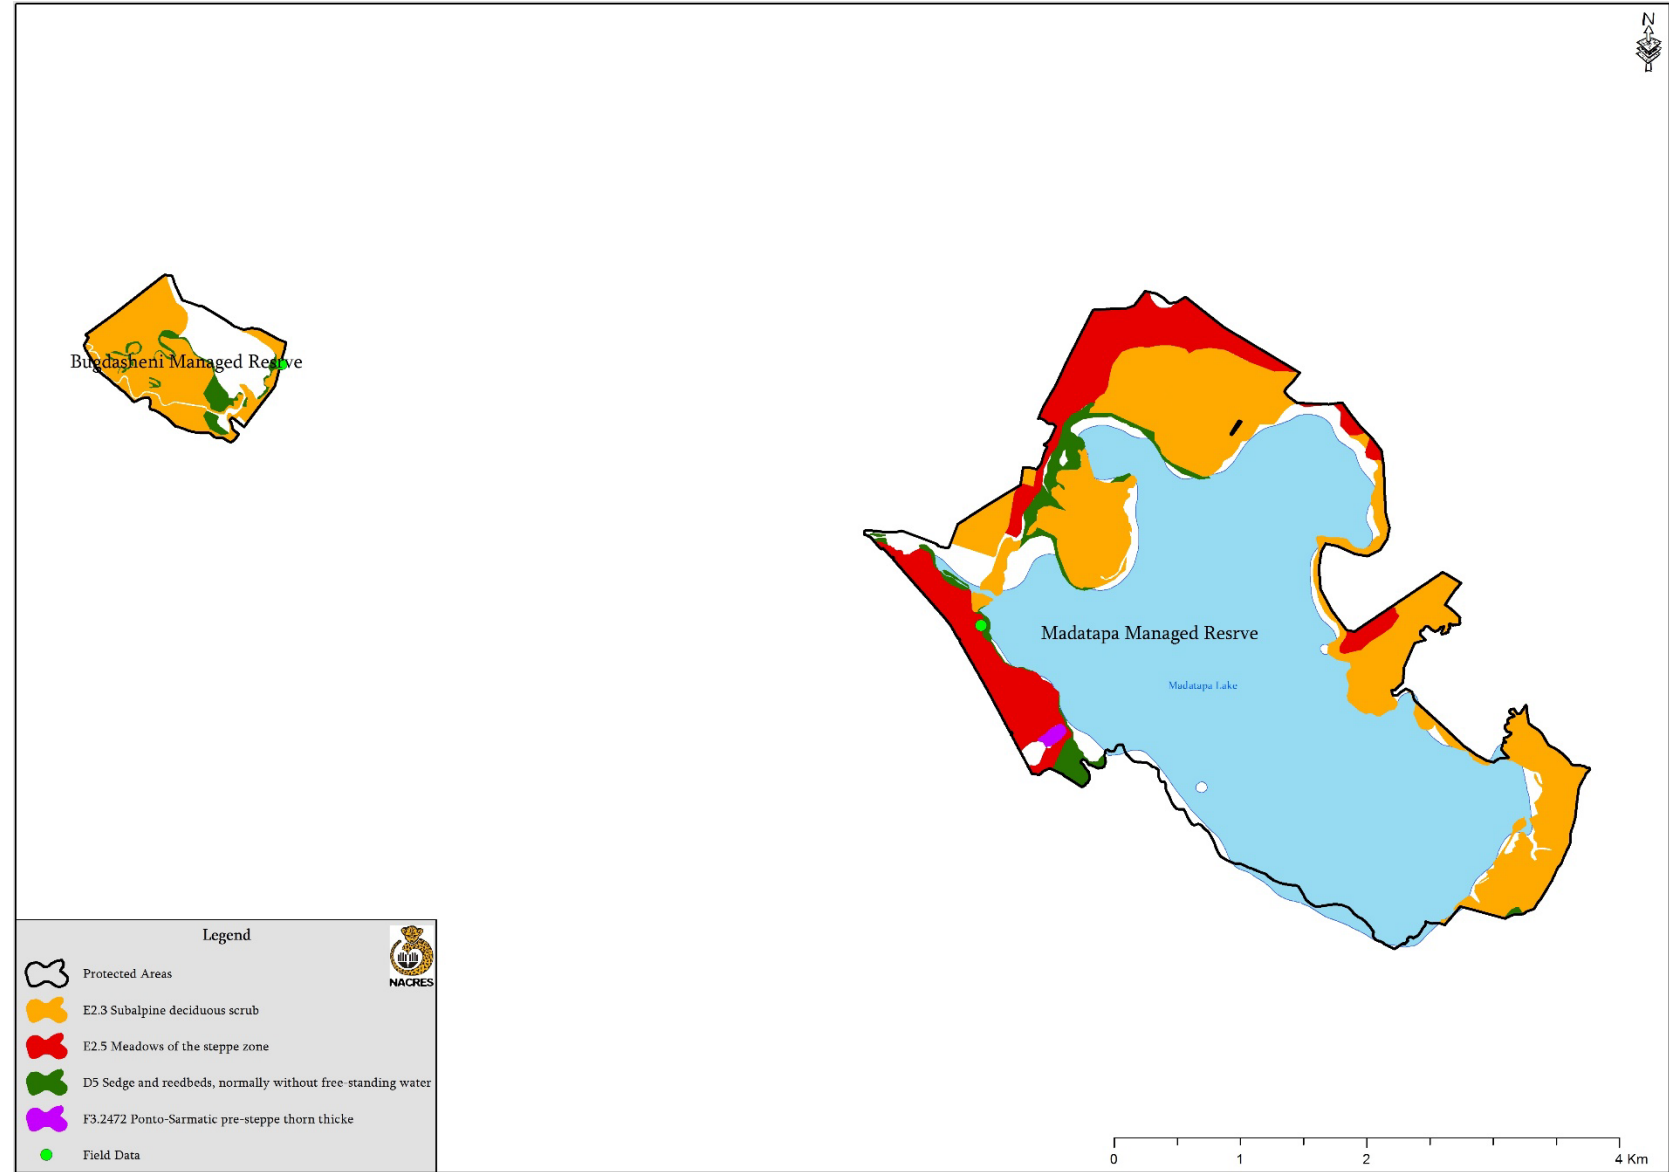 N
Bugdasheni Managed Resrve
Madatapa Managed Resrve
Madatapa Lake
Legend
NACRES
Protected Areas
E2.3 Subalpine deciduous scrub
E2.5 Meadows of the steppe zone
D5 Sedge and reedbeds, normally without free-standing water
F3.2472 Ponto-Sarmatic pre-steppe thorn thicke
Field Data
0 1 2 4 Km